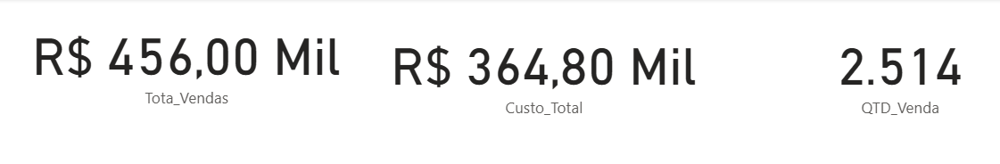 R$ 456,00 Mil
Tota_Vendas
R$ 364,80 Mil
Custo_Total
2.514
QTD_Venda